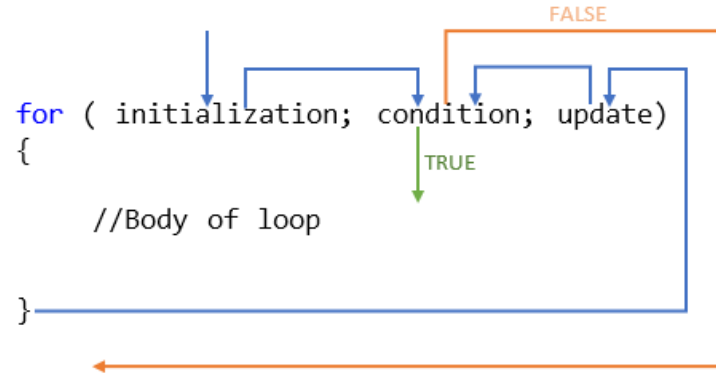 FALSE
for ( initialization; condition; update)
{
TRUE
//Body of loop
}